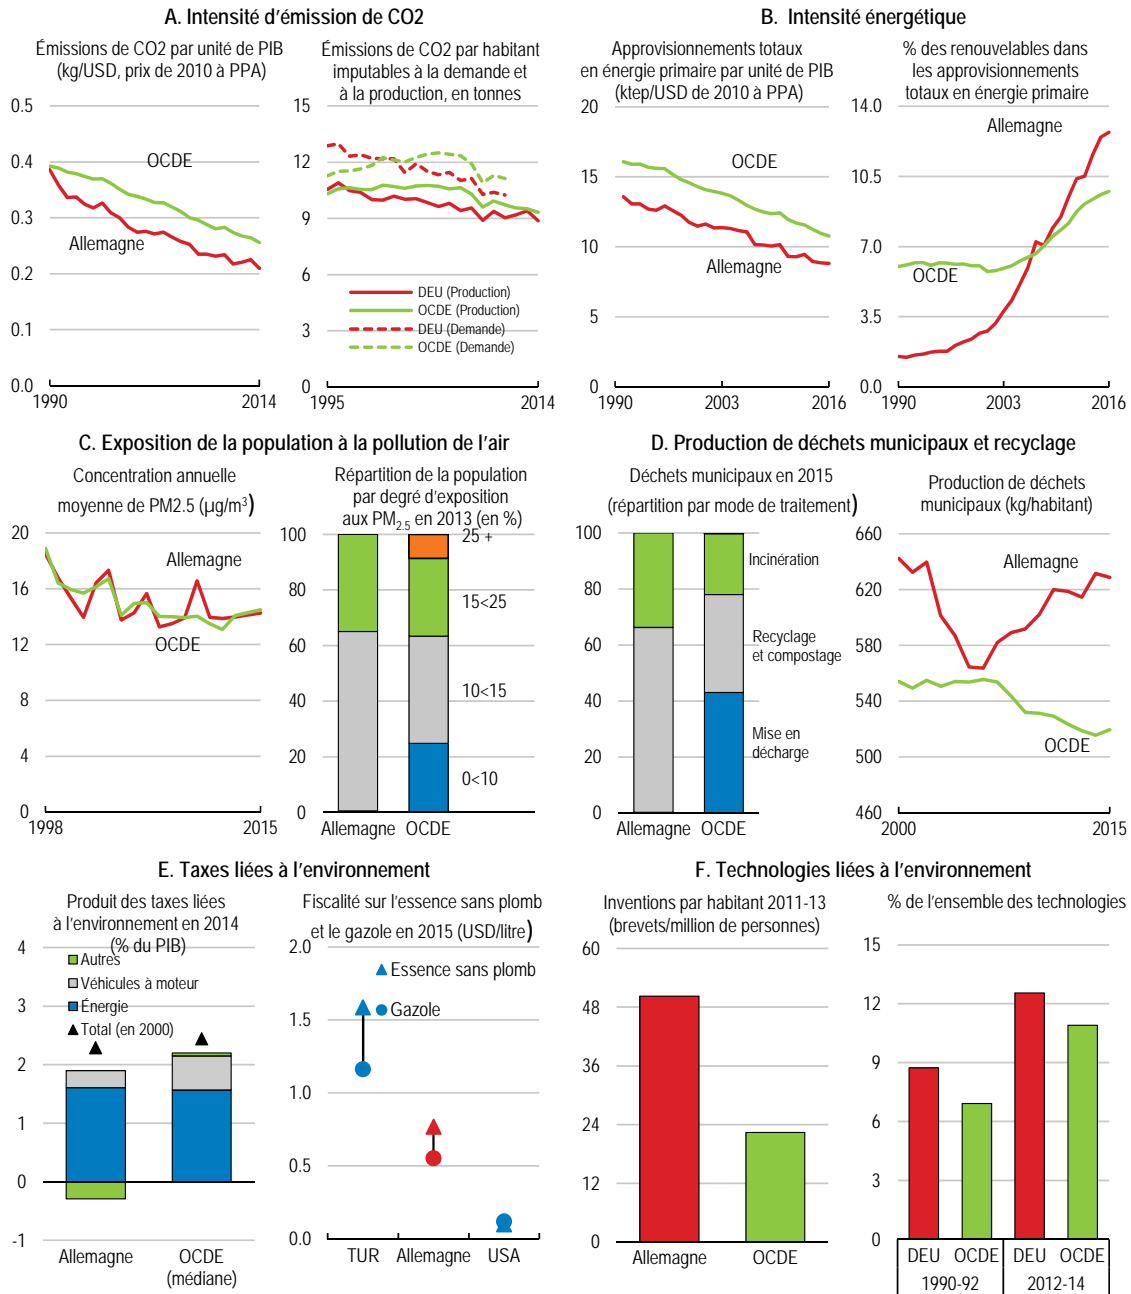 A. Intensité d'émission de CO2
Émissions de CO2 par unité de PIB
(kg/USD, prix de 2010 à PPA)
0.5
0.4
0.3
0.2
0.1
0.0
OCDE
Allemagne
1990
2014
Émissions de CO2 par habitant
imputables à la demande et
à la production, en tonnes
15
12
9
6
3
0
DEU (Production)
OCDE (Production)
DEU (Demande)
OCDE (Demande)
1995
2014
B. Intensité énergétique
Approvisionnements totaux
en énergie primaire par unité de PIB
(ktep/USD de 2010 à PPA)
20
15
10
5
0
OCDE
Allemagne
1990
2003
2016
% des renouvelables dans
les approvisionnements
totaux en énergie primaire
14.0
10.5
7.0
3.5
0.0
Allemagne
OCDE
1990
2003
2016
C. Exposition de la population à la pollution de l'air
Concentration annuelle
moyenne de PM2.5 (µg/m³)
20
16
12
8
4
0
Allemagne
OCDE
1998
2015
Répartition de la population
par degré d'exposition
aux PM2.5 en 2013 (en %)
100
80
60
40
20
0
25 +
15<25
10<15
0<10
Allemagne
OCDE
D. Production de déchets municipaux et recyclage
Déchets municipaux en 2015
(répartition par mode de traitement)
100
80
60
40
20
0
Incinération
Recyclage
et compostage
Mise en
décharge
Allemagne
OCDE
Production de déchets
municipaux (kg/habitant)
660
620
580
540
500
460
Allemagne
OCDE
2000
2015
E. Taxes liées à l'environnement
Produit des taxes liées
à l'environnement en 2014
(% du PIB)
4
3
2
1
0
-1
Autres
Véhicules à moteur
Énergie
Total (en 2000)
Allemagne
OCDE
(médiane)
Fiscalité sur l'essence sans plomb
et le gazole en 2015 (USD/litre)
2.0
1.5
1.0
0.5
0.0
Essence sans plomb
Gazole
TUR
Allemagne
USA
F. Technologies liées à l'environnement
Inventions par habitant 2011-13
(brevets/million de personnes)
60
48
36
24
12
0
Allemagne
OCDE
% de l'ensemble des technologies
15
12
9
6
3
0
DEU
OCDE
DEU
OCDE
1990-92
2012-14